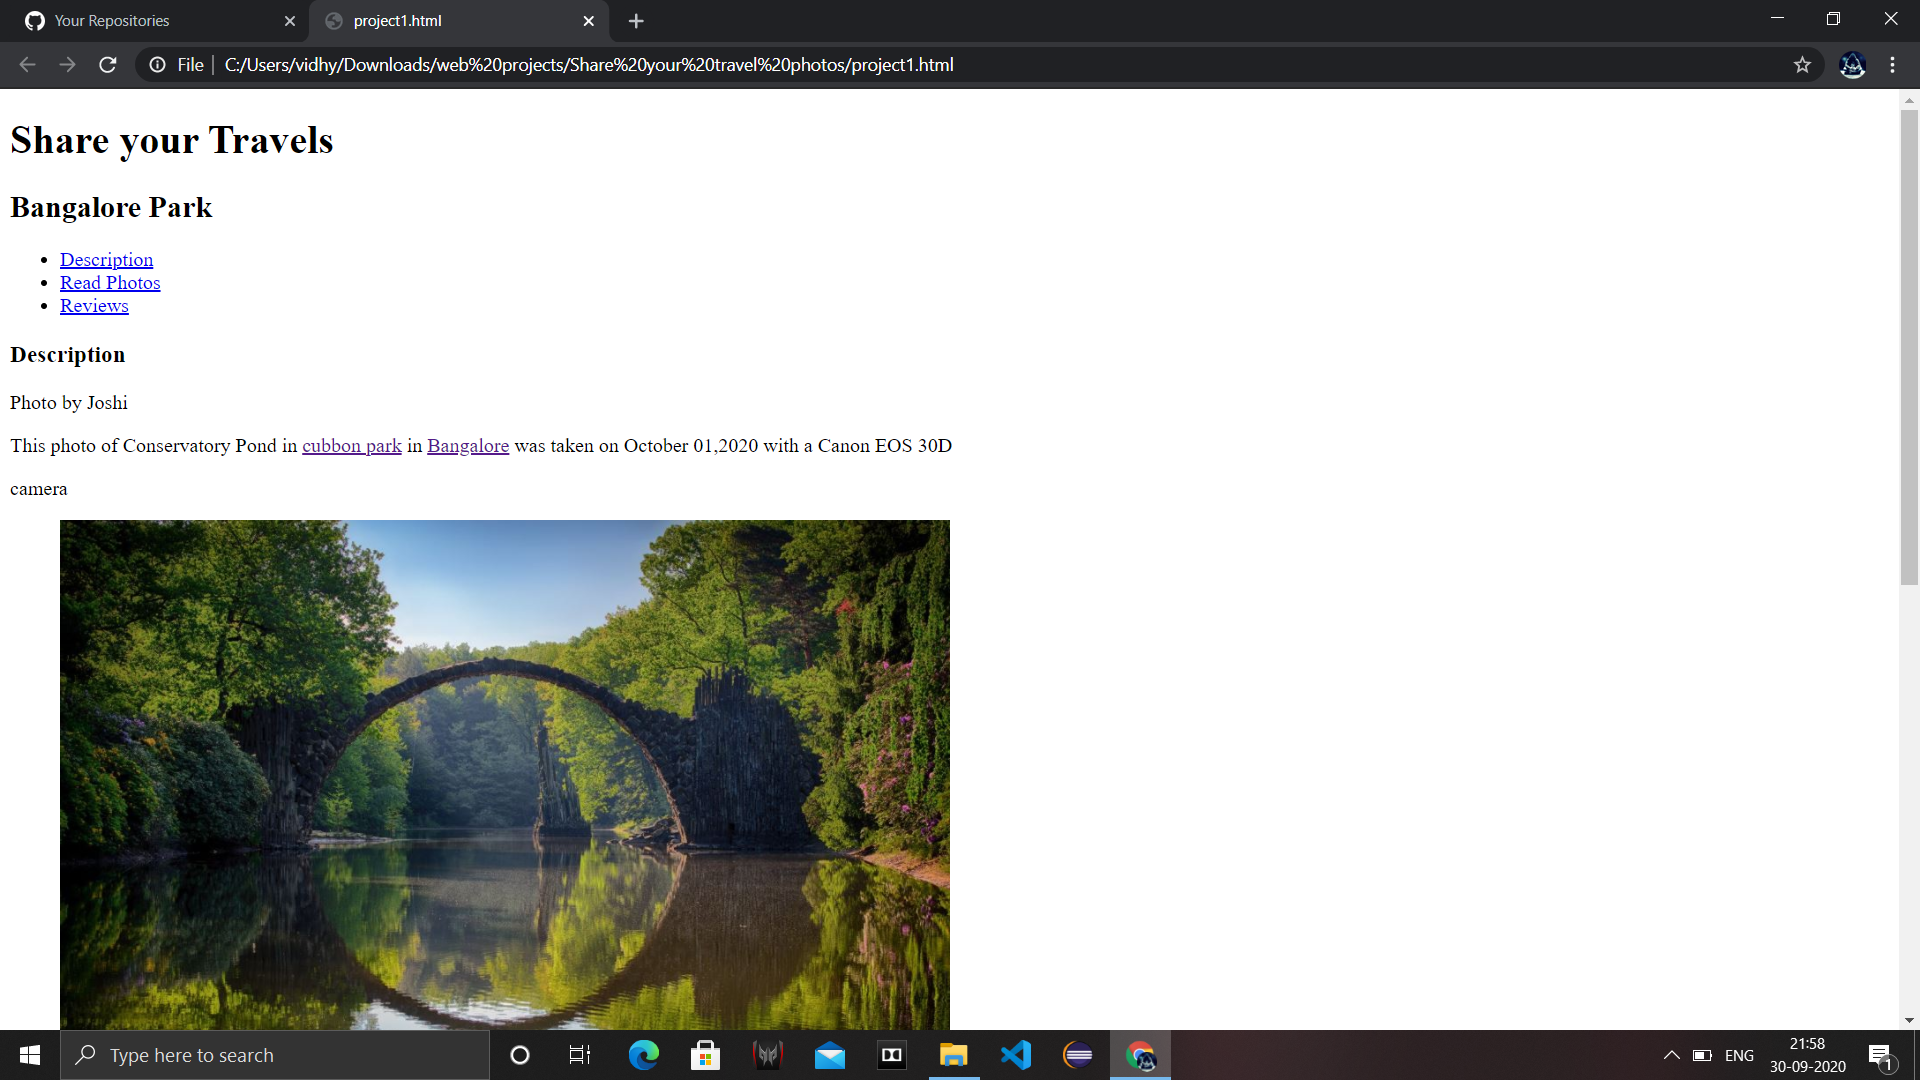 Your Repositories
project1.html
File
C:/Users/vidhy/Downloads/web%20projects/Share%20your%20travel%20photos/project1.html
Share your Travels
Bangalore Park
Description
Read Photos
Reviews
Description
Photo by Joshi
This photo of Conservatory Pond in cubbon park in Bangalore was taken on October 01,2020 with a Canon EOS 30D
camera
Type here to search
ENG
21:58
30-09-2020
1